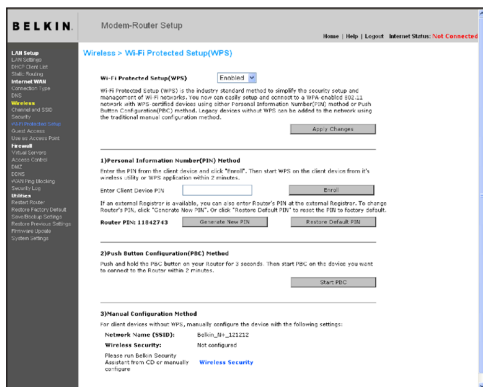 BELKIN.
Modem-Router Setup
Home | Help | Logout Internet Status: Not Connected
LAN Setup
LAN Settings
DHCP Client List
Static Routing
Internet WAN
Connection Type
DNS
Wireless
Channel and SSID
Security
Wi-Fi Protected Setup
Guest Access
Use as Access Point
Firewall
Virtual Servers
Access Control
DMZ
DDNS
WAN Ping Blocking
Security Log
Utilities
Restart Router
Restore Factory Default
Save/Backup Settings
Restore Previous Settings
Firmware Update
System Settings
Wireless > Wi-Fi Protected Setup(WPS)
Wi-Fi Protected Setup(WPS) Enabled
Wi-Fi Protected Setup (WPS) is the industry standard method to simplify the security setup and
management of Wi-Fi networks. You now can easily setup and connect to a WPA-enabled 802.11
network with WPS-certified devices using either Personal Information Number(PIN) method or Push
Button Configuration(PBC) method. Legacy devices without WPS can be added to the network using
the traditional manual configuration method.
Apply Changes
1)Personal Information Number(PIN) Method
Enter the PIN from the client device and click "Enroll". Then start WPS on the client device from it's
wireless utility or WPS application within 2 minutes.
Enter Client Device PIN Enroll
If an external Registrar is available, you can also enter Router's PIN at the external Registrar. To change
Router's PIN, click "Generate New PIN". Or click "Restore Default PIN" to reset the PIN to factory default.
Router PIN: 11842743 Generate New PIN Restore Default PIN
2)Push Button Configuration(PBC) Method
Push and hold the PBC button on your Router for 3 seconds. Then start PBC on the device you want
to connect to the Router within 2 minutes.
Start PBC
3)Manual Configuration Method
For client devices without WPS, manually configure the device with the following settings:
Network Name (SSID): Belkin_N+_121212
Wireless Security: Not configured
Please run Belkin Security
Assistant from CD or manually
configure
Wireless Security